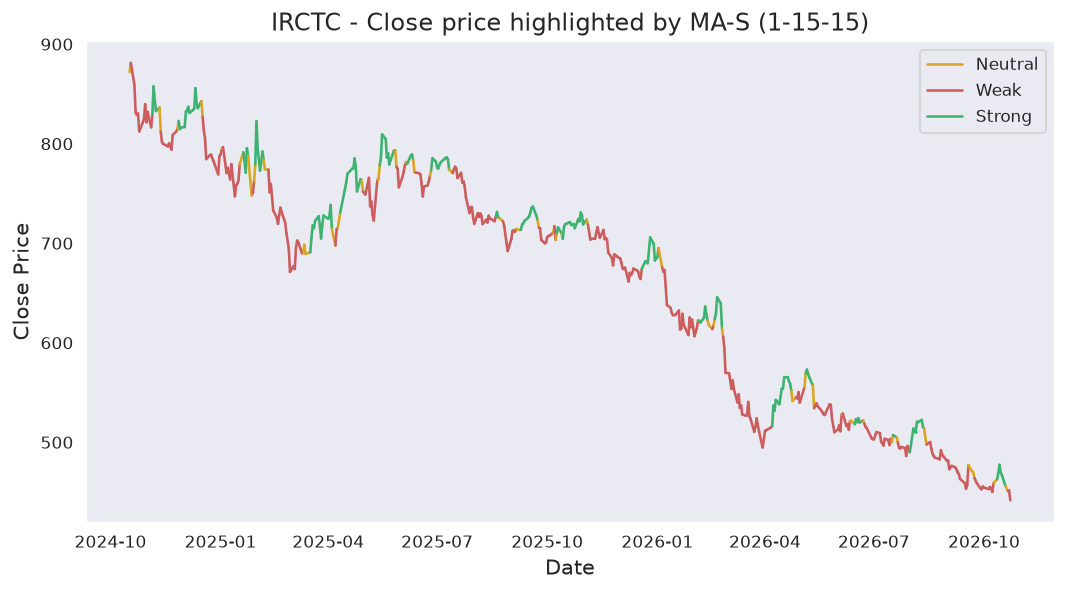 IRCTC - Close price highlighted by MA-S (1-15-15)
900
800
700
600
500
Close Price
Neutral
Weak
Strong
2024-10 2025-01 2025-04 2025-07 2025-10 2026-01 2026-04 2026-07 2026-10
Date